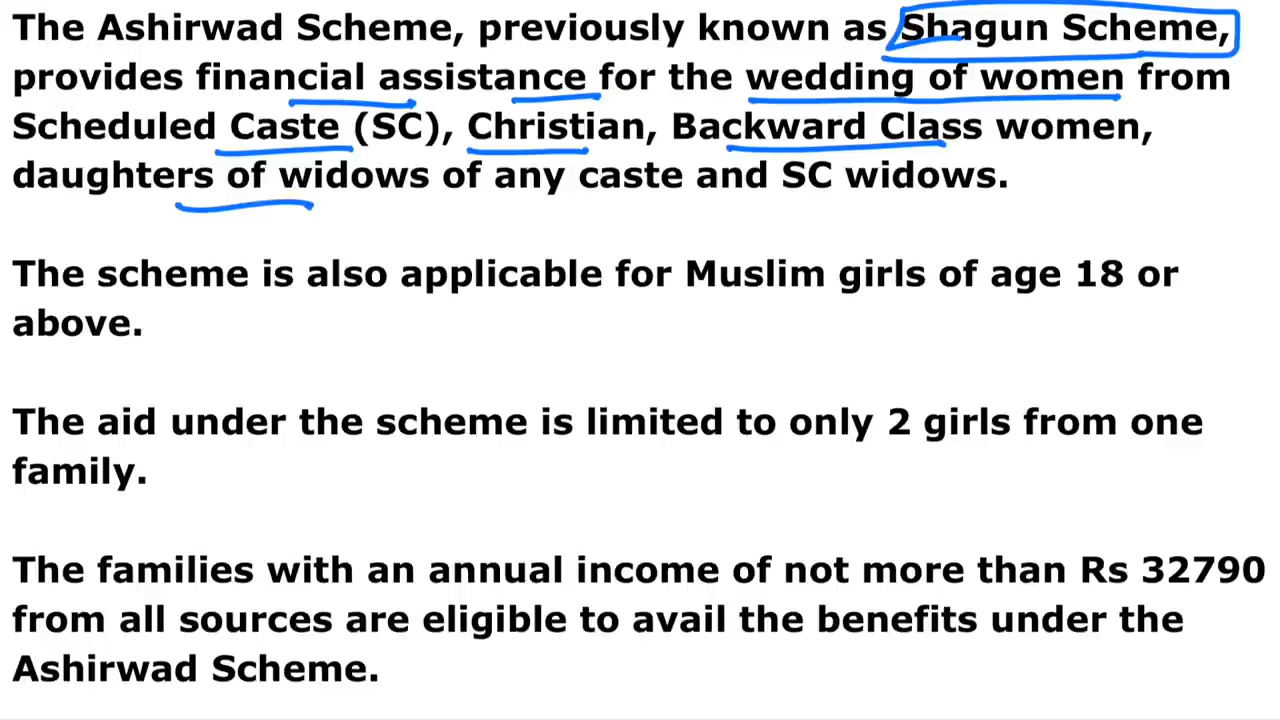 The Ashirwad Scheme, previously known as Shagun Scheme,
provides financial assistance for the wedding of women from
Scheduled Caste (SC), Christian, Backward Class women,
daughters of widows of any caste and SC widows.
The scheme is also applicable for Muslim girls of age 18 or
above.
The aid under the scheme is limited to only 2 girls from one
family.
The families with an annual income of not more than Rs 32790
from all sources are eligible to avail the benefits under the
Ashirwad Scheme.